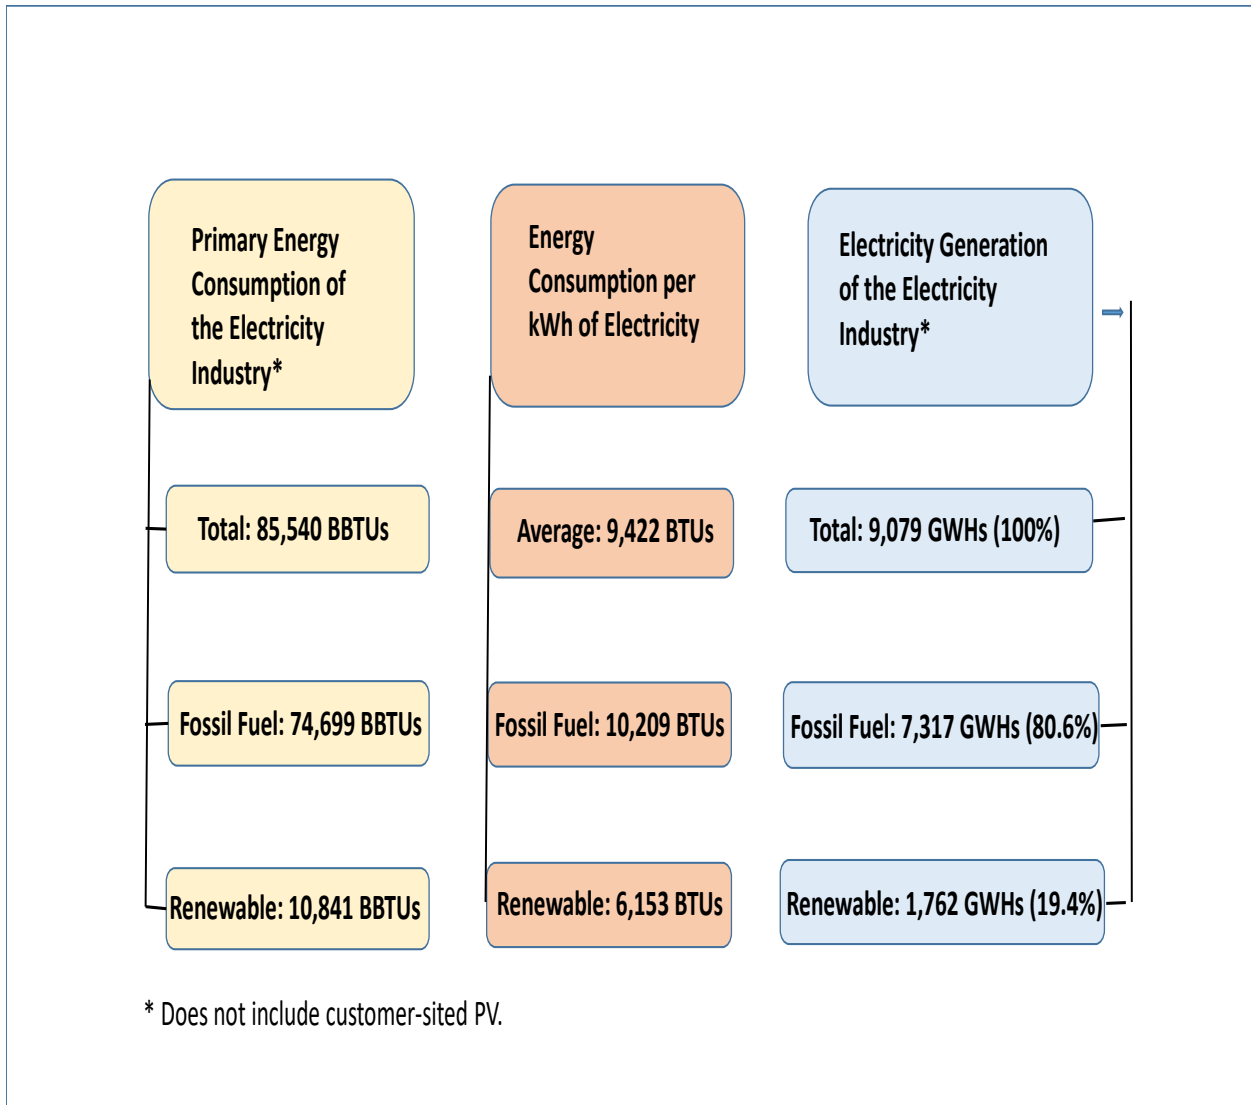 Primary Energy
Consumption of
the Electricity
Industry*
Energy
Consumption per
kWh of Electricity
Electricity Generation
of the Electricity
Industry*
Total: 85,540 BBTUs
Average: 9,422 BTUs
Total: 9,079 GWHs (100%)
Fossil Fuel: 74,699 BBTUs
Fossil Fuel: 10,209 BTUs
Fossil Fuel: 7,317 GWHs (80.6%)
Renewable: 10,841 BBTUs
Renewable: 6,153 BTUs
Renewable: 1,762 GWHs (19.4%)
* Does not include customer-sited PV.